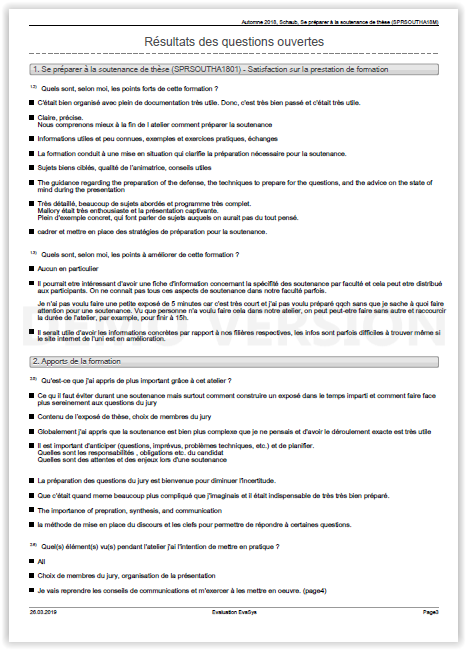 Automne 2018, Schaub, Se préparer à la soutenance de thèse (SPRSOUTHA18M)
Résultats des questions ouvertes
1. Se préparer à la soutenance de thèse (SPRSOUTHA1801) - Satisfaction sur la prestation de formation
1.2) Quels sont, selon moi, les points forts de cette formation ?
C'était bien organisé avec plein de documentation très utile. Donc, c'est très bien passé et c'était très utile.
Claire, précise.
Nous comprenons mieux à la fin de l atelier comment préparer la soutenance
Informations utiles et peu connues, exemples et exercices pratiques, échanges
La formation conduit à une mise en situation qui clarifie la préparation nécessaire pour la soutenance.
Sujets biens ciblés, qualité de l'animatrice, conseils utiles
The guidance regarding the preparation of the defense, the techniques to prepare for the questions, and the advice on the state of
mind during the presentation
Très détaillé, beaucoup de sujets abordés et programme très complet.
Mallory était très enthousiaste et la présentation captivante.
Plein d'exemple concret, qui font parler de sujets auquels on aurait pas du tout pensé.
cadrer et mettre en place des stratégies de préparation pour la soutenance.
1.3) Quels sont, selon moi, les points à améliorer de cette formation ?
Aucun en particulier
Il pourrait etre intéressant d'avoir une fiche d'information concernant la spécifité des soutenance par faculté et cela peut etre distribué
aux participants. On ne connait pas tous ces aspects de soutenance dans notre faculté parfois.
Je n'ai pas voulu faire une petite exposé de 5 minutes car c'est très court et j'ai pas voulu préparé qqch sans que je sache à quoi faire
attention pour une soutenance. Vu que personne n'a voulu faire cela dans notre atelier, on peut peut-etre faire sans autre et raccourcir
la durée de l'atelier, par example, pour finir à 15h.
Il serait utile d'avoir les informations concrètes par rapport à nos filières respectives, les infos sont parfois difficiles à trouver même si
le site internet de l'uni est en amélioration.
2. Apports de la formation
Qu'est-ce que j'ai appris de plus important grâce à cet atelier ?
Ce qu il faut éviter durant une soutenance mais surtout comment construire un exposé dans le temps imparti et comment faire face
plus sereinement aux questions du jury
Contenu de l'exposé de thèse, choix de membres du jury
Globalement j'ai appris que la soutenance est bien plus complexe que je ne pensais et d'avoir le déroulement exacte est très utile
Il est important d'anticiper (questions, imprévus, problèmes techniques, etc.) et de planifier.
Quelles sont les responsabilités , obligations etc. du candidat
Quelles sont des attentes et des enjeux lors d'une soutenance
La préparation des questions du jury est bienvenue pour diminuer l'incertitude.
Que c'était quand meme beaucoup plus compliqué que j'imaginais et il était indispensable de très très bien préparé.
The importance of prepration, synthesis, and communication
la méthode de mise en place du discours et les clefs pour permettre de répondre à certaines questions.
Quel(s) élément(s) vu(s) pendant l'atelier j'ai l'intention de mettre en pratique ?
All
Choix de membres du jury, organisation de la présentation
Je vais reprendre les conseils de communications et m'exercer à les mettre en oeuvre. (page4)
26.03.2019 Evaluation EvaSys Page3